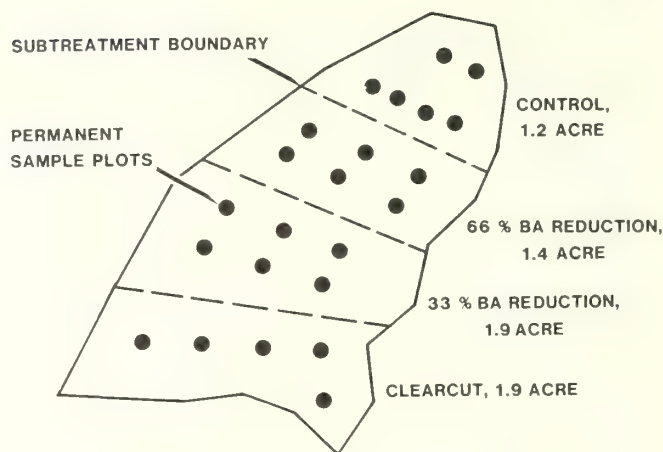 SUBTREATMENT BOUNDARY
PERMANENT
SAMPLE PLOTS
CONTROL,
1.2 ACRE
66 % BA REDUCTION,
1.4 ACRE
33 % BA REDUCTION,
1.9 ACRE
CLEARCUT, 1.9 ACRE